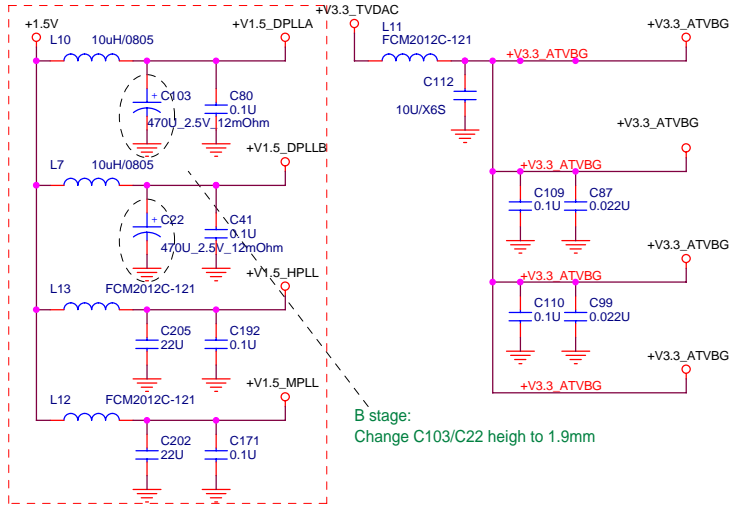 +1.5V
L10 10uH/0805
+V1.5_DPLLA
+ C103
470U_2.5V_12mOhm
C80
0.1U
L7 10uH/0805
+V1.5_DPLLB
+ C22
470U_2.5V_12mOhm
C41
0.1U
L13 FCM2012C-121
+V1.5_HPLL
C205
22U
C192
0.1U
L12 FCM2012C-121
+V1.5_MPLL
C202
22U
C171
0.1U
+V3.3_TVDAC
L11
FCM2012C-121
C112
10U/X6S
+V3.3_ATVBG
+V3.3_ATVBG
+V3.3_ATVBG
+V3.3_ATVBG
C109
0.1U
C87
0.022U
+V3.3_ATVBG
+V3.3_ATVBG
C110
0.1U
C99
0.022U
+V3.3_ATVBG
+V3.3_ATVBG
B stage:
Change C103/C22 heigh to 1.9mm